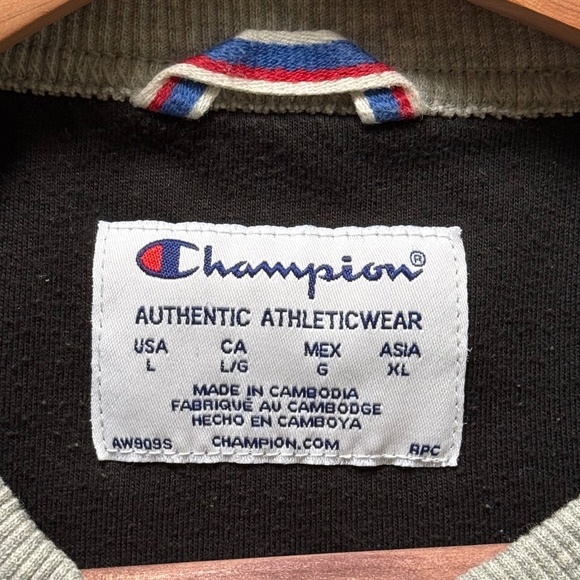 Champion®
AUTHENTIC ATHLETICWEAR
USA CA MEX ASIA
L L/G G XL
MADE IN CAMBODIA
FABRIQUÉ AU CAMBODGE
HECHO EN CAMBOYA
AW909S CHAMPION.COM RPC